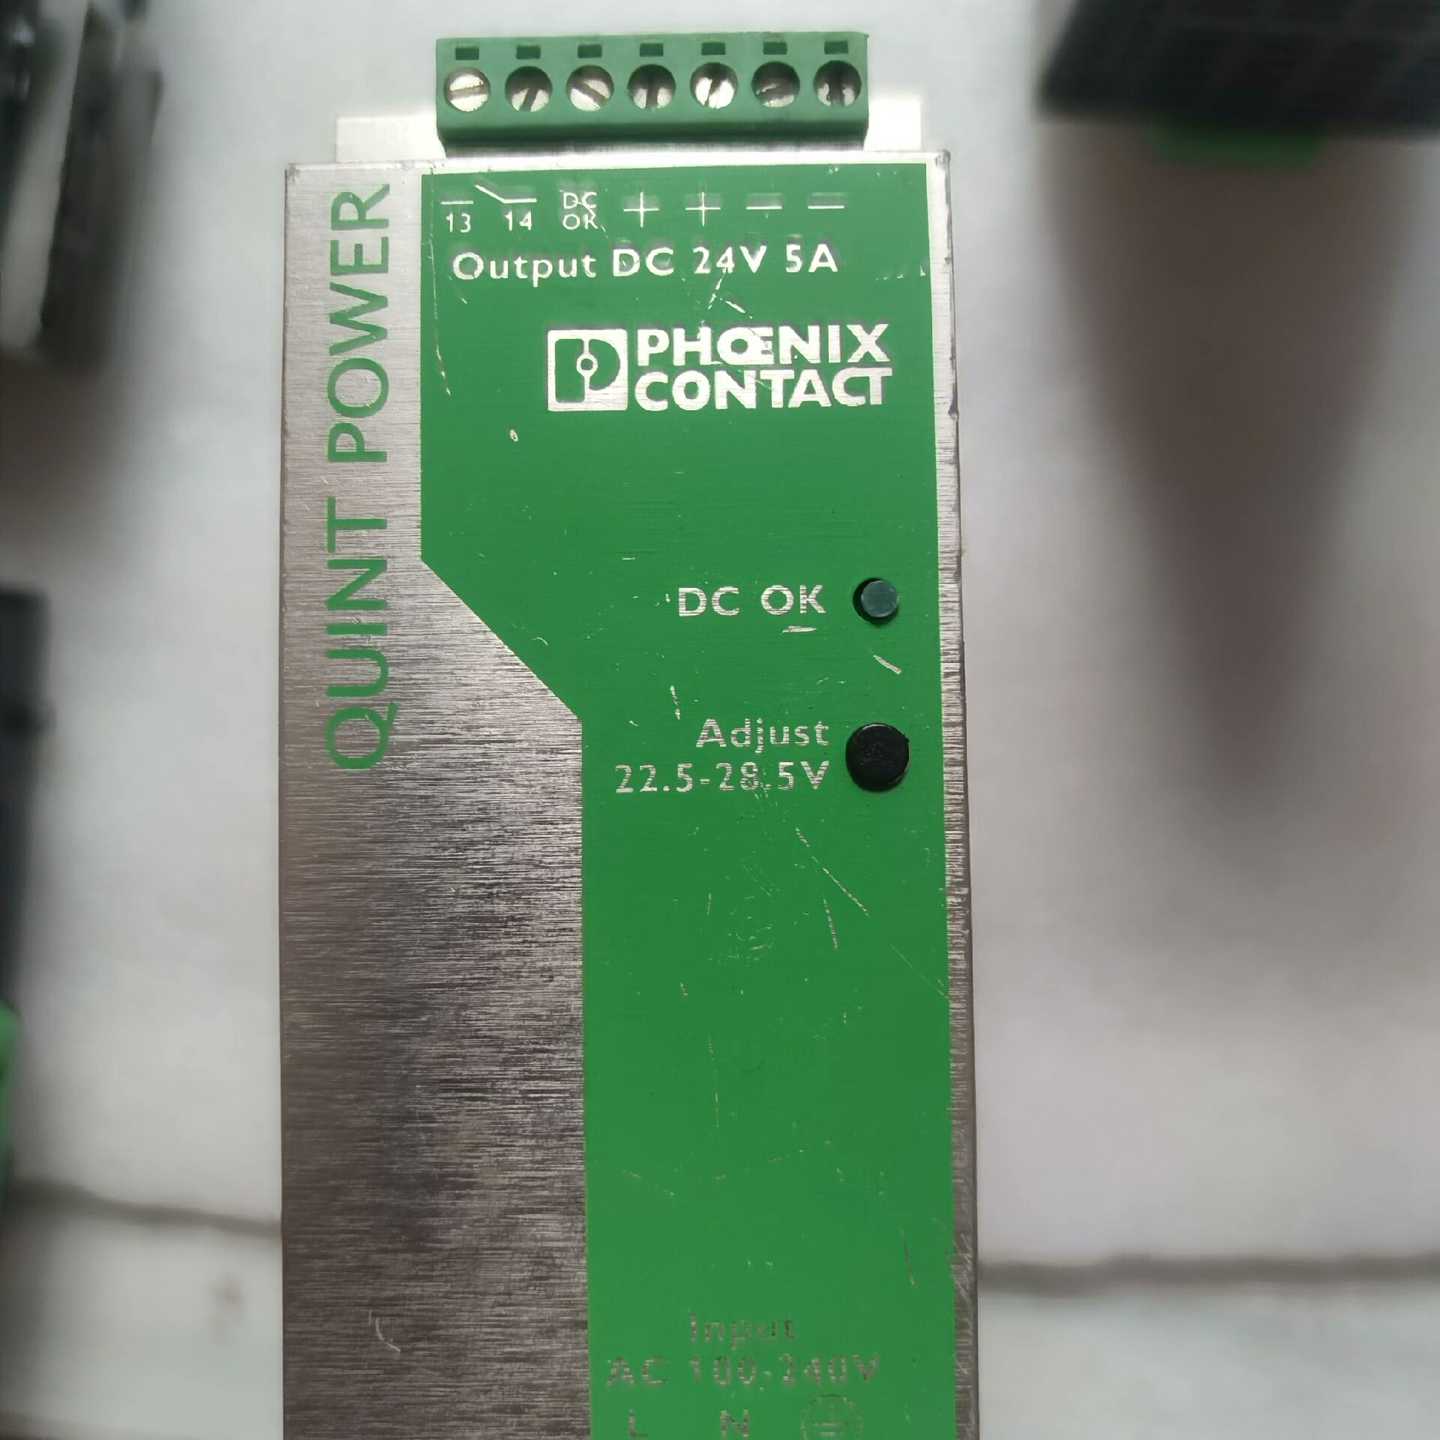 13 14 DC OK + + — —
Output DC 24V 5A
PHOENIX
CONTACT
QUINT POWER
DC OK
Adjust
22.5-28.5V
Input
AC 100-240V
L N